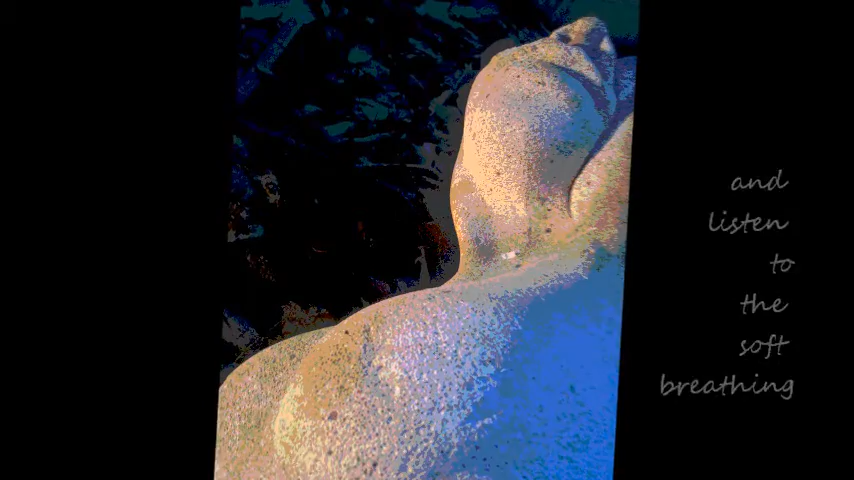 and
listen
to
the
soft
breathing